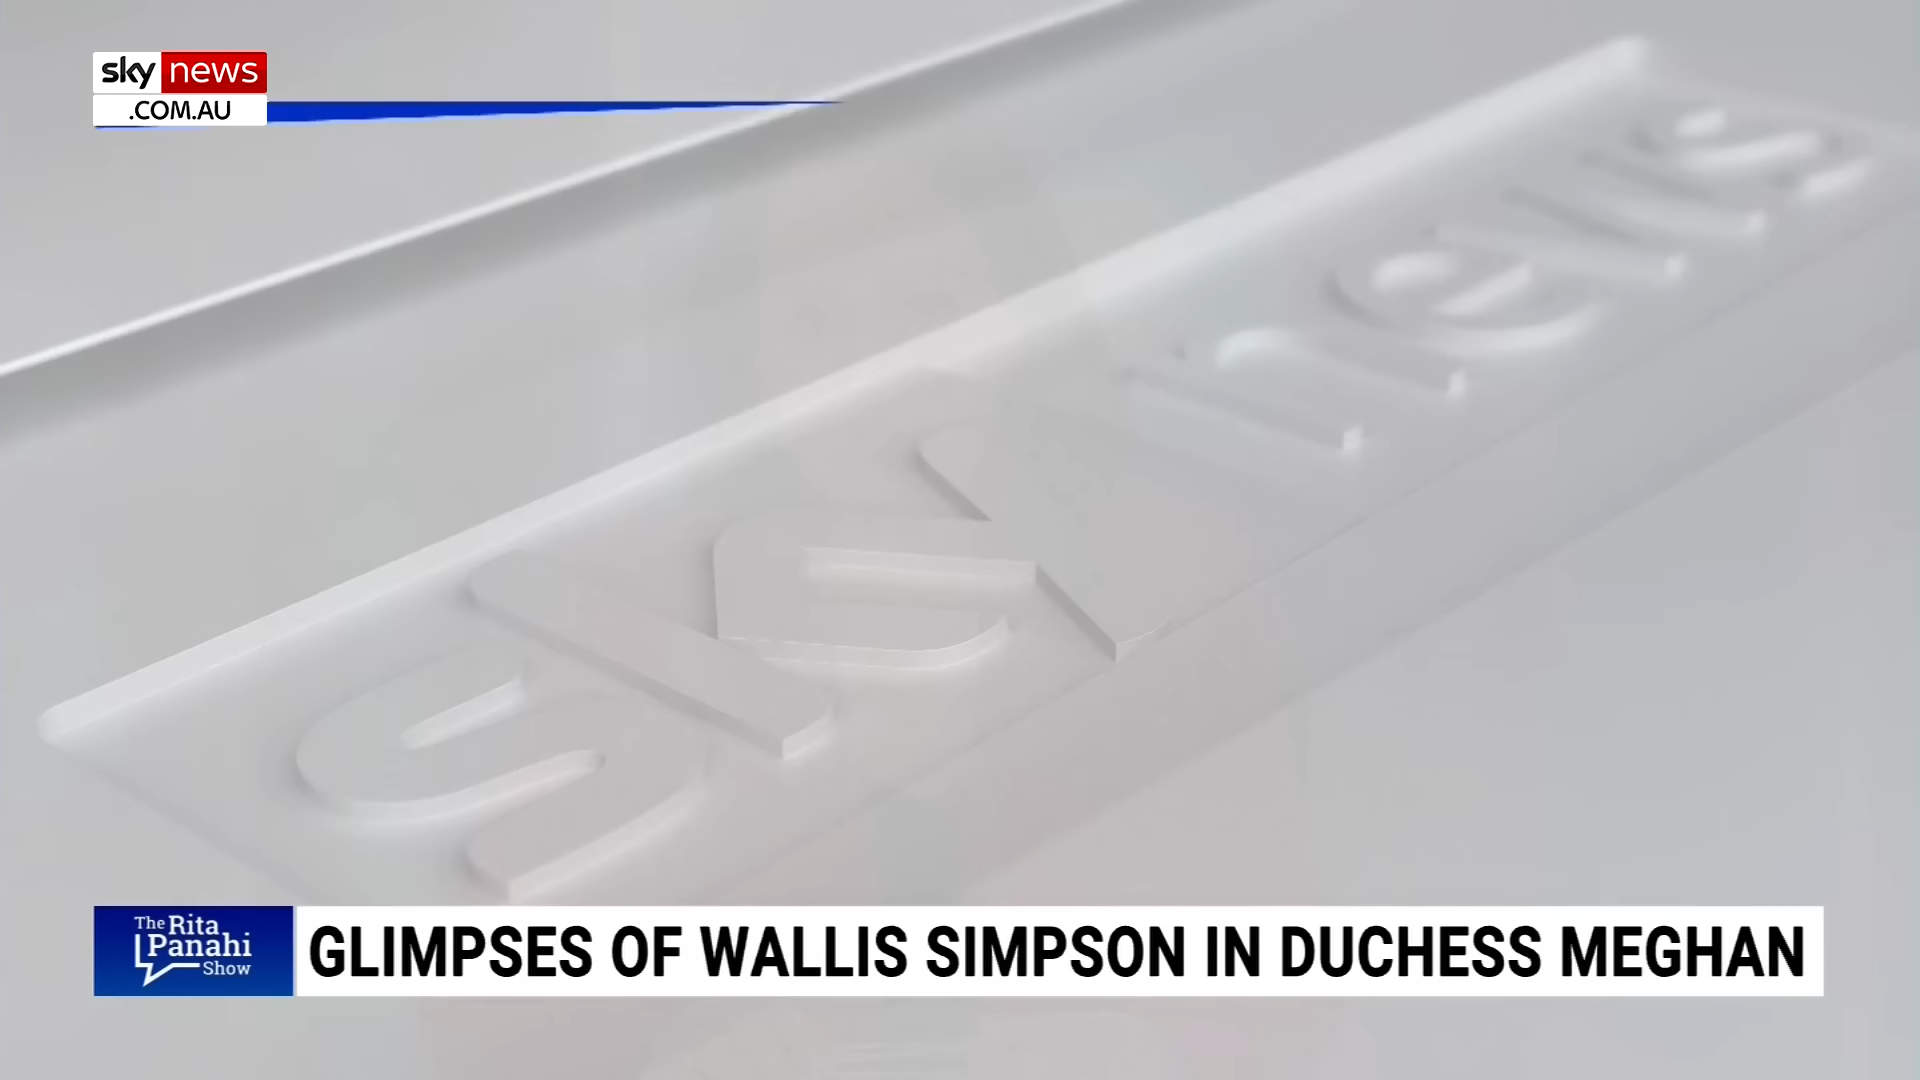 sky news
.COM.AU
sky news
The Rita
Panahi
Show
GLIMPSES OF WALLIS SIMPSON IN DUCHESS MEGHAN